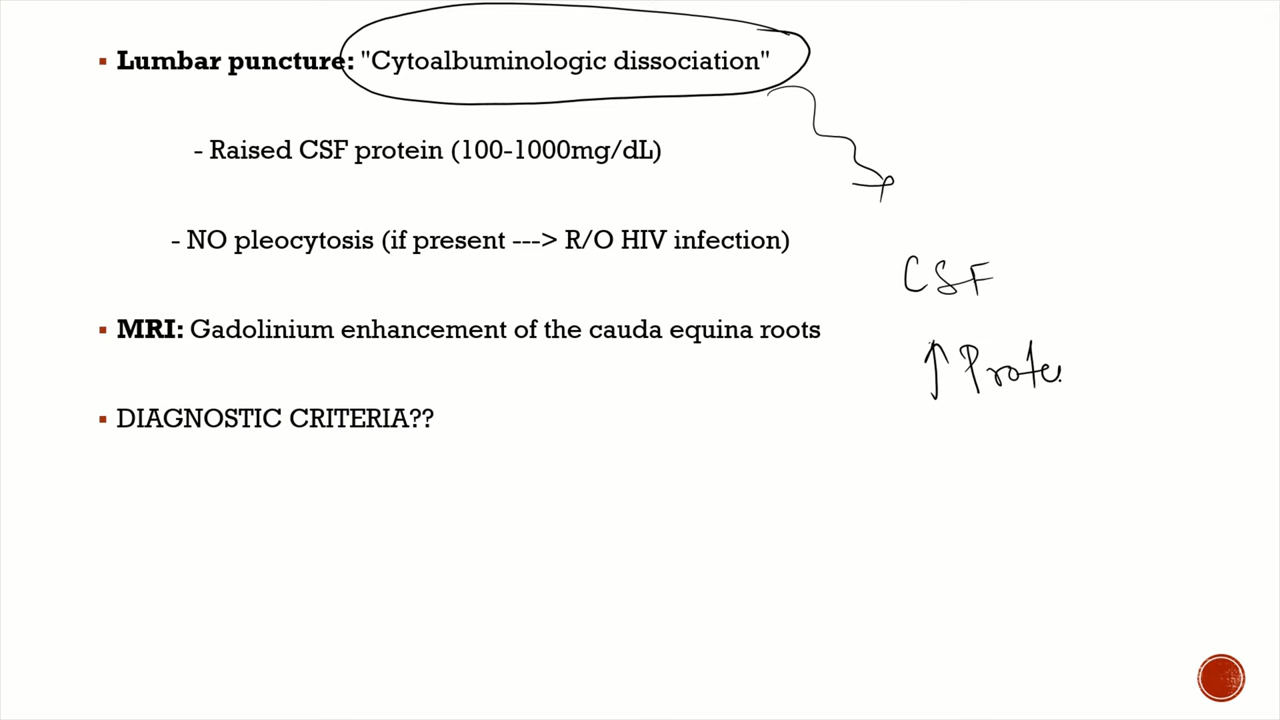 Lumbar puncture: "Cytoalbuminologic dissociation"
- Raised CSF protein (100-1000mg/dL)
- NO pleocytosis (if present ---> R/O HIV infection)
CSF
MRI: Gadolinium enhancement of the cauda equina roots
↑ Prote
DIAGNOSTIC CRITERIA??